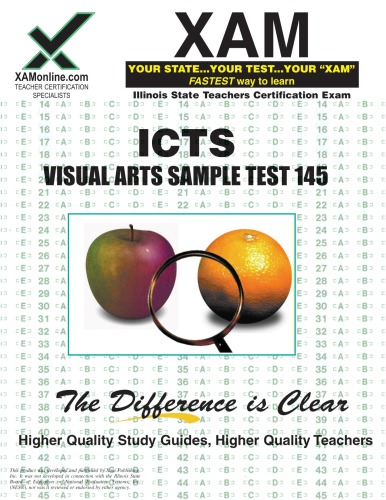 XAM
YOUR STATE...YOUR TEST...YOUR "XAM"
FASTEST way to learn
Illinois State Teachers Certification Exam
XAMonline.com
TEACHER CERTIFICATION
SPECIALISTS
ICTS
VISUAL ARTS SAMPLE TEST 145
The Difference is Clear
Higher Quality Study Guides, Higher Quality Teachers
This product was developed and published by XAM Publishing,
Inc. It was not developed in connection with the Illinois State
Board of Education or National Evaluation Systems, Inc.
(NES®), nor was it reviewed or endorsed by either agency.